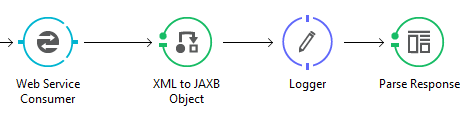 Web Service
Consumer
XML to JAXB
Object
Logger
Parse Response